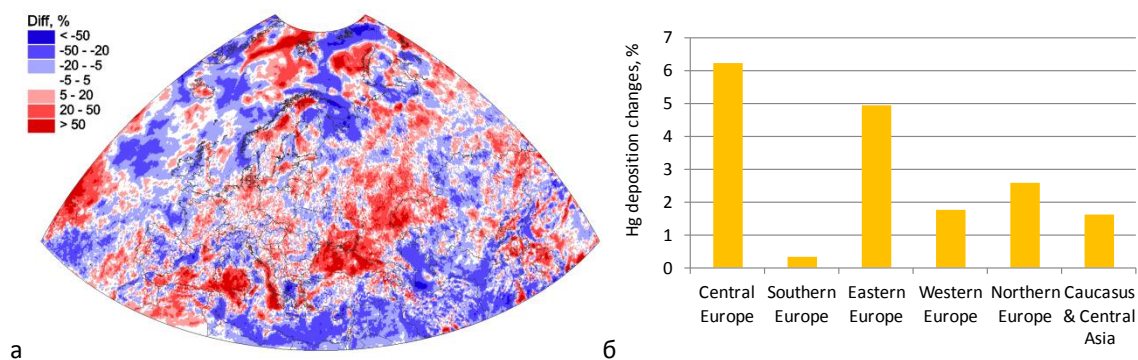 Diff, %
< -50
-50 - -20
-20 - -5
-5 - 5
5 - 20
20 - 50
> 50
а
Hg deposition changes, %
7
6
5
4
3
2
1
0
Central Southern Eastern Western Northern Caucasus
Europe Europe Europe Europe Europe & Central
Asia
б